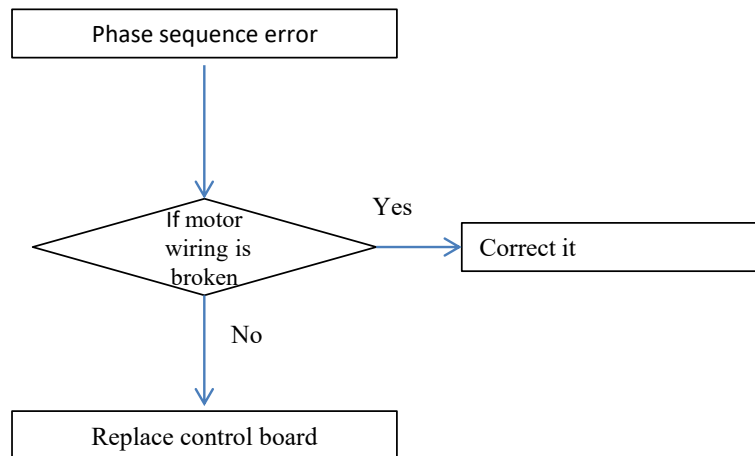 Phase sequence error
If motor
wiring is
broken
Yes
Correct it
No
Replace control board